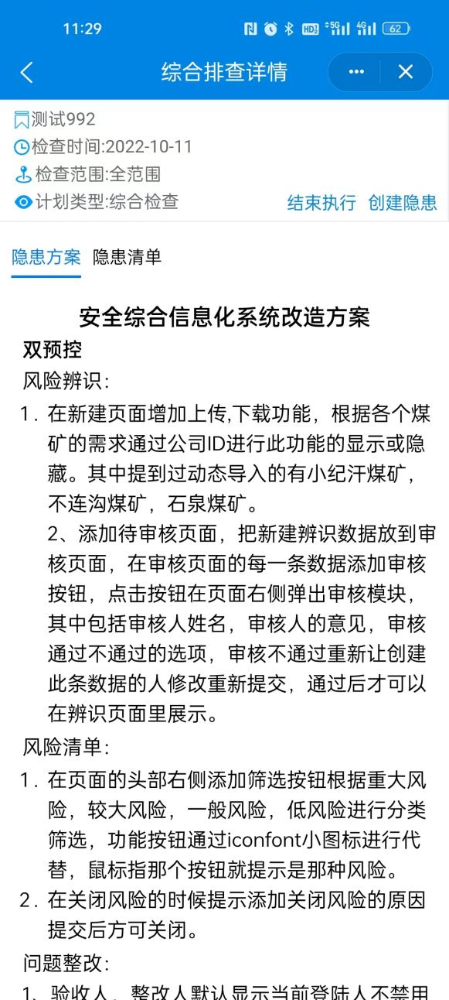 11:29
HD2 5G 4G 62
综合排查详情
测试992
检查时间:2022-10-11
检查范围:全范围
计划类型:综合检查
结束执行 创建隐患
隐患方案 隐患清单
安全综合信息化系统改造方案
双预控
风险辨识：
1. 在新建页面增加上传,下载功能，根据各个煤
矿的需求通过公司ID进行此功能的显示或隐
藏。其中提到过动态导入的有小纪汗煤矿，
不连沟煤矿，石泉煤矿。
2、添加待审核页面，把新建辨识数据放到审
核页面，在审核页面的每一条数据添加审核
按钮，点击按钮在页面右侧弹出审核模块，
其中包括审核人姓名，审核人的意见，审核
通过不通过的选项，审核不通过重新让创建
此条数据的人修改重新提交，通过后才可以
在辨识页面里展示。
风险清单：
1. 在页面的头部右侧添加筛选按钮根据重大风
险，较大风险，一般风险，低风险进行分类
筛选，功能按钮通过iconfont小图标进行代
替，鼠标指那个按钮就提示是那种风险。
2. 在关闭风险的时候提示添加关闭风险的原因
提交后方可关闭。
问题整改：
1、验收人，整改人默认显示当前登陆人不禁用